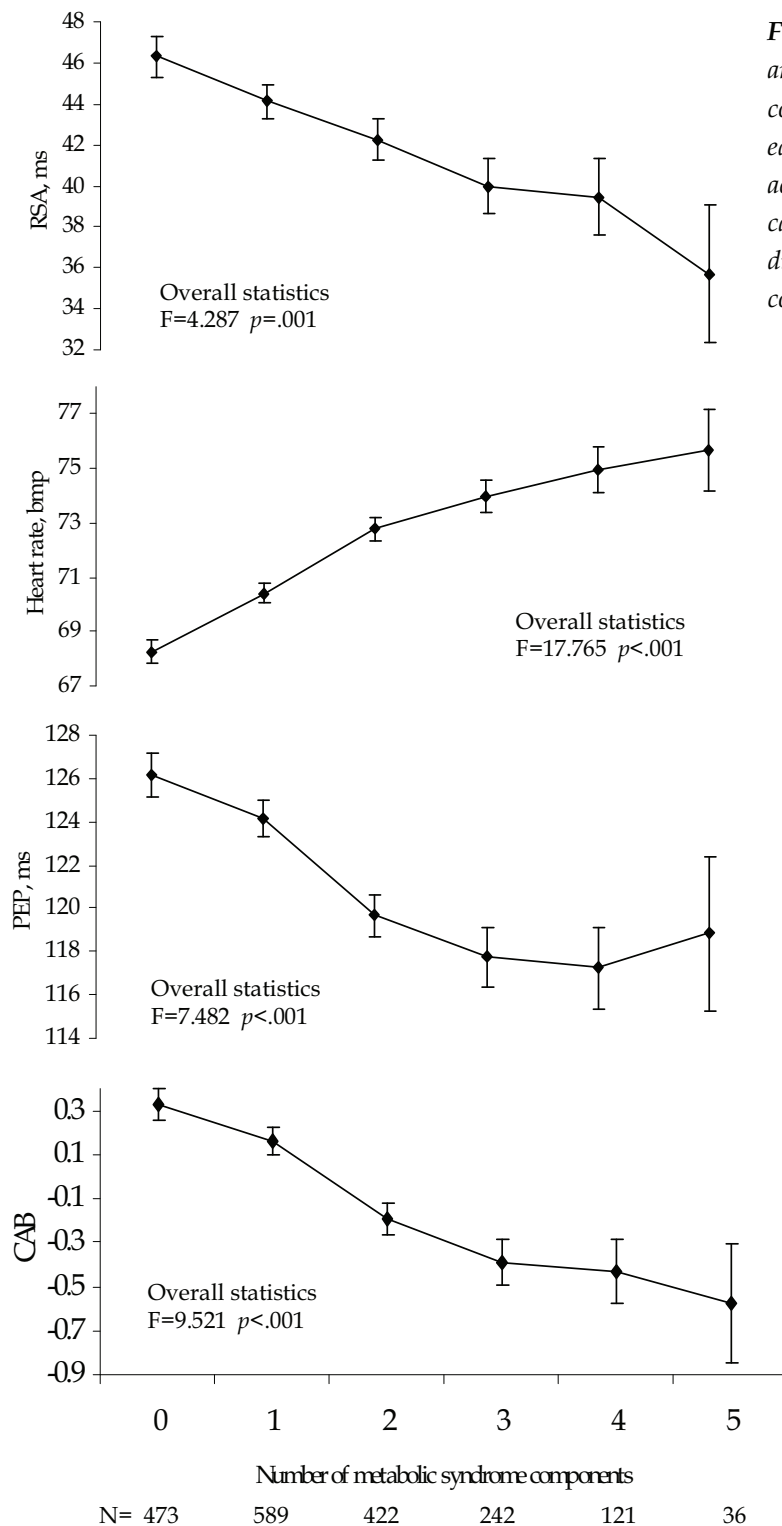 48
46
44
42
40
38
36
34
32
RSA, ms
Overall statistics
F=4.287 p=.001
77
75
73
71
69
67
Heart rate, bmp
Overall statistics
F=17.765 p<.001
128
126
124
122
120
118
116
114
PEP, ms
Overall statistics
F=7.482 p<.001
0.3
0.1
-0.1
-0.3
-0.5
-0.7
-0.9
CAB
Overall statistics
F=9.521 p<.001
0 1 2 3 4 5
Number of metabolic syndrome components
N= 473 589 422 242 121 36